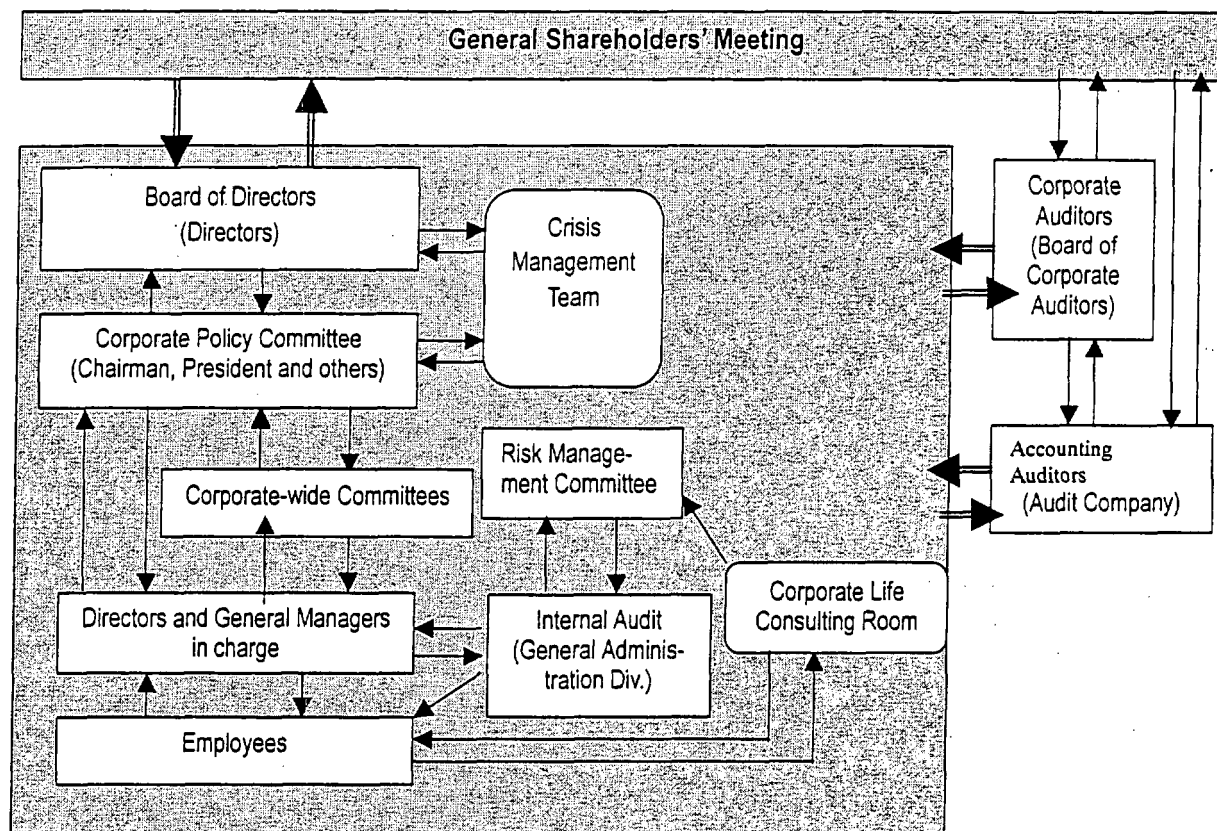 General Shareholders' Meeting
Board of Directors
(Directors)
Crisis
Management
Team
Corporate
Auditors
(Board of
Corporate
Auditors)
Corporate Policy Committee
(Chairman, President and others)
Corporate-wide Committees
Risk Manage-
ment Committee
Accounting
Auditors
(Audit Company)
Directors and General Managers
in charge
Internal Audit
(General Adminis-
tration Div.)
Corporate Life
Consulting Room
Employees